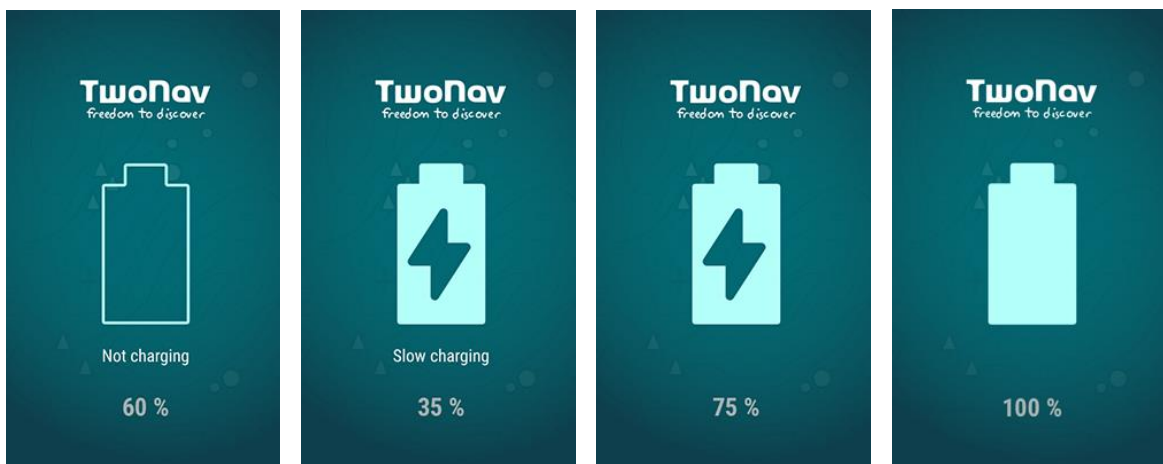 TwoNav
freedom to discover
Not charging
60 %
TwoNav
freedom to discover
Slow charging
35 %
TwoNav
freedom to discover
75 %
TwoNav
freedom to discover
100 %